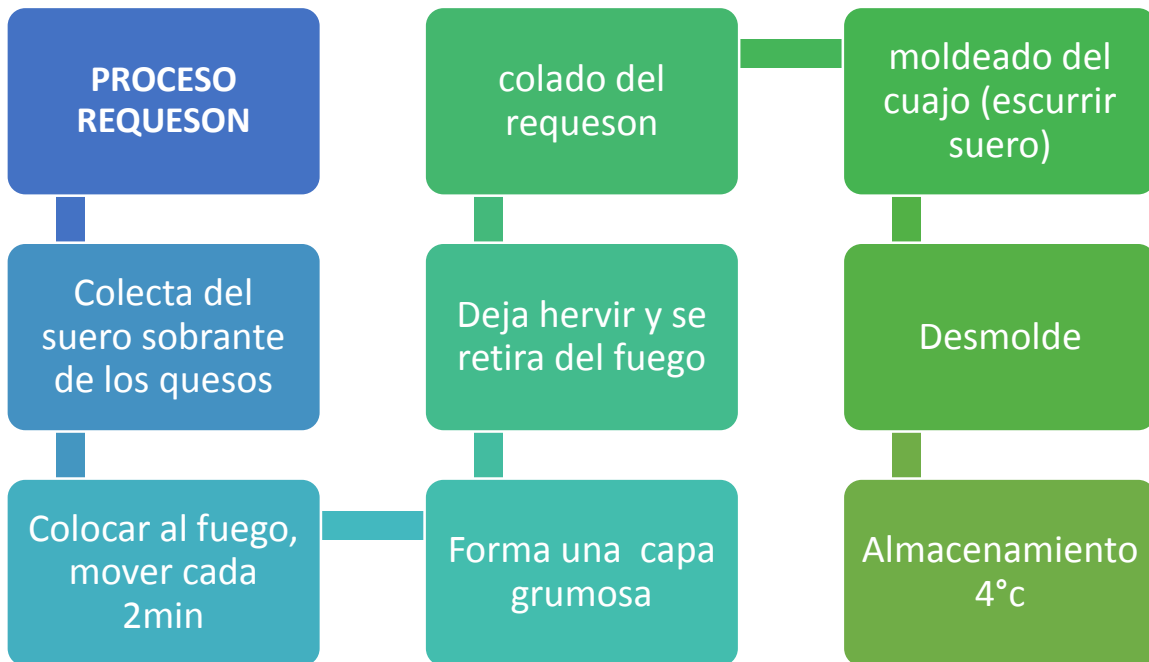 PROCESO
REQUESON
Colecta del
suero sobrante
de los quesos
Colocar al fuego,
mover cada
2min
Forma una  capa
grumosa
Deja hervir y se
retira del fuego
colado del
requeson
moldeado del
cuajo (escurrir
suero)
Desmolde
Almacenamiento
4°c